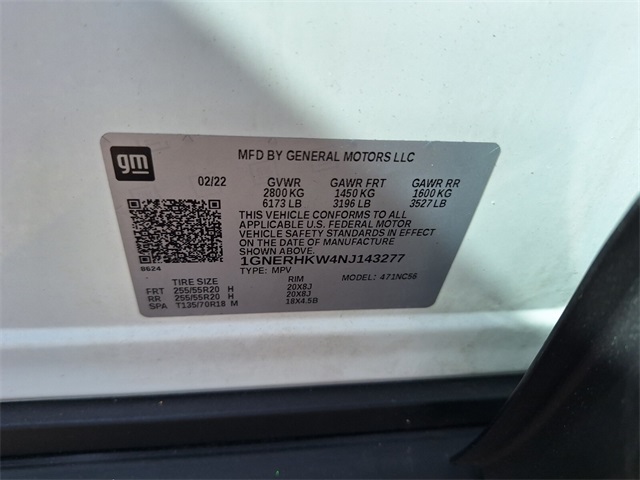 gm
MFD BY GENERAL MOTORS LLC
02/22 GVWR GAWR FRT GAWR RR
2800 KG 1450 KG 1600 KG
6173 LB 3196 LB 3527 LB
THIS VEHICLE CONFORMS TO ALL
APPLICABLE U.S. FEDERAL MOTOR
VEHICLE SAFETY STANDARDS IN EFFECT
ON THE DATE OF MANUFACTURE
SHOWN ABOVE.
1GNERHKW4NJ143277
8624
TYPE: MPV MODEL: 471NC56
TIRE SIZE RIM
FRT 255/55R20 H 20X8J
RR 255/55R20 H 20X8J
SPA T135/70R18 M 18X4.5B